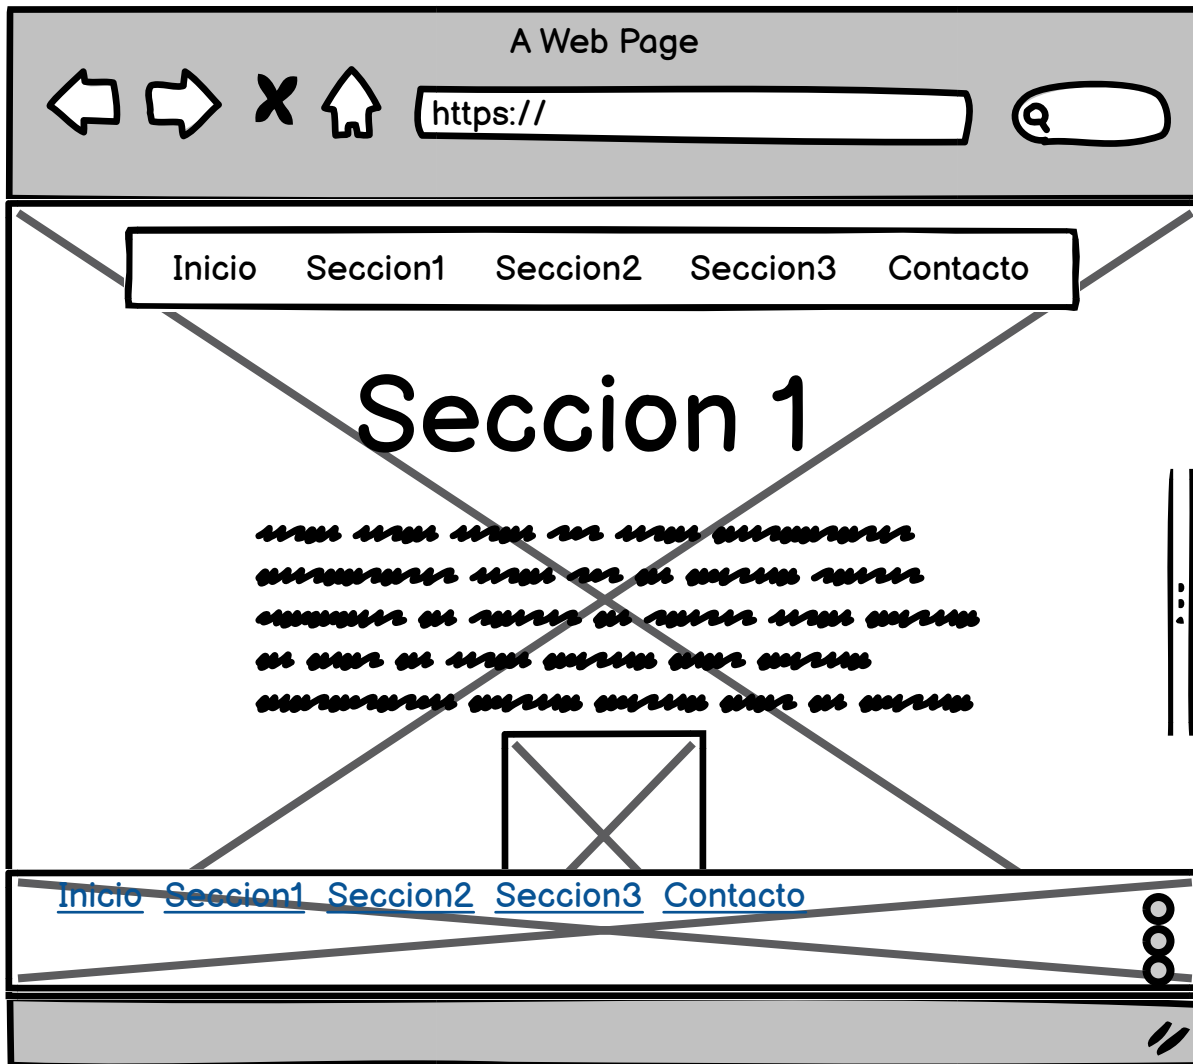 A Web Page
https://
Inicio Seccion1 Seccion2 Seccion3 Contacto
Seccion 1
Inicio Seccion1 Seccion2 Seccion3 Contacto